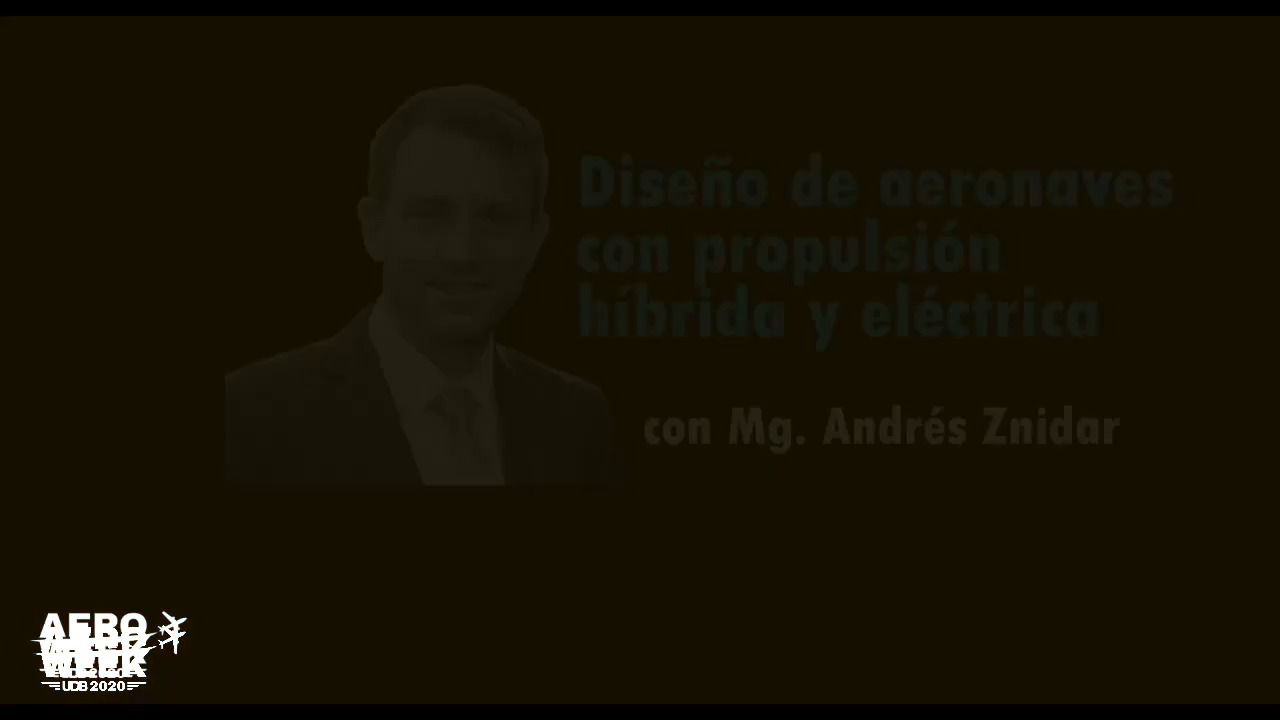 Diseño de aeronaves
con propulsión
híbrida y eléctrica
con Mg. Andrés Znidar
AERO
WEEK
UDB 2020